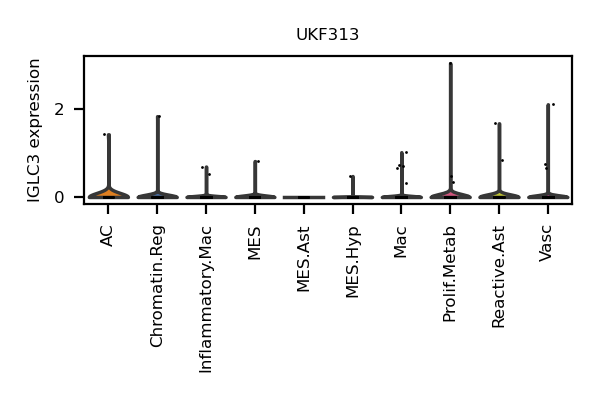 UKF313
IGLC3 expression
2
0
AC
Chromatin.Reg
Inflammatory.Mac
MES
MES.Ast
MES.Hyp
Mac
Prolif.Metab
Reactive.Ast
Vasc